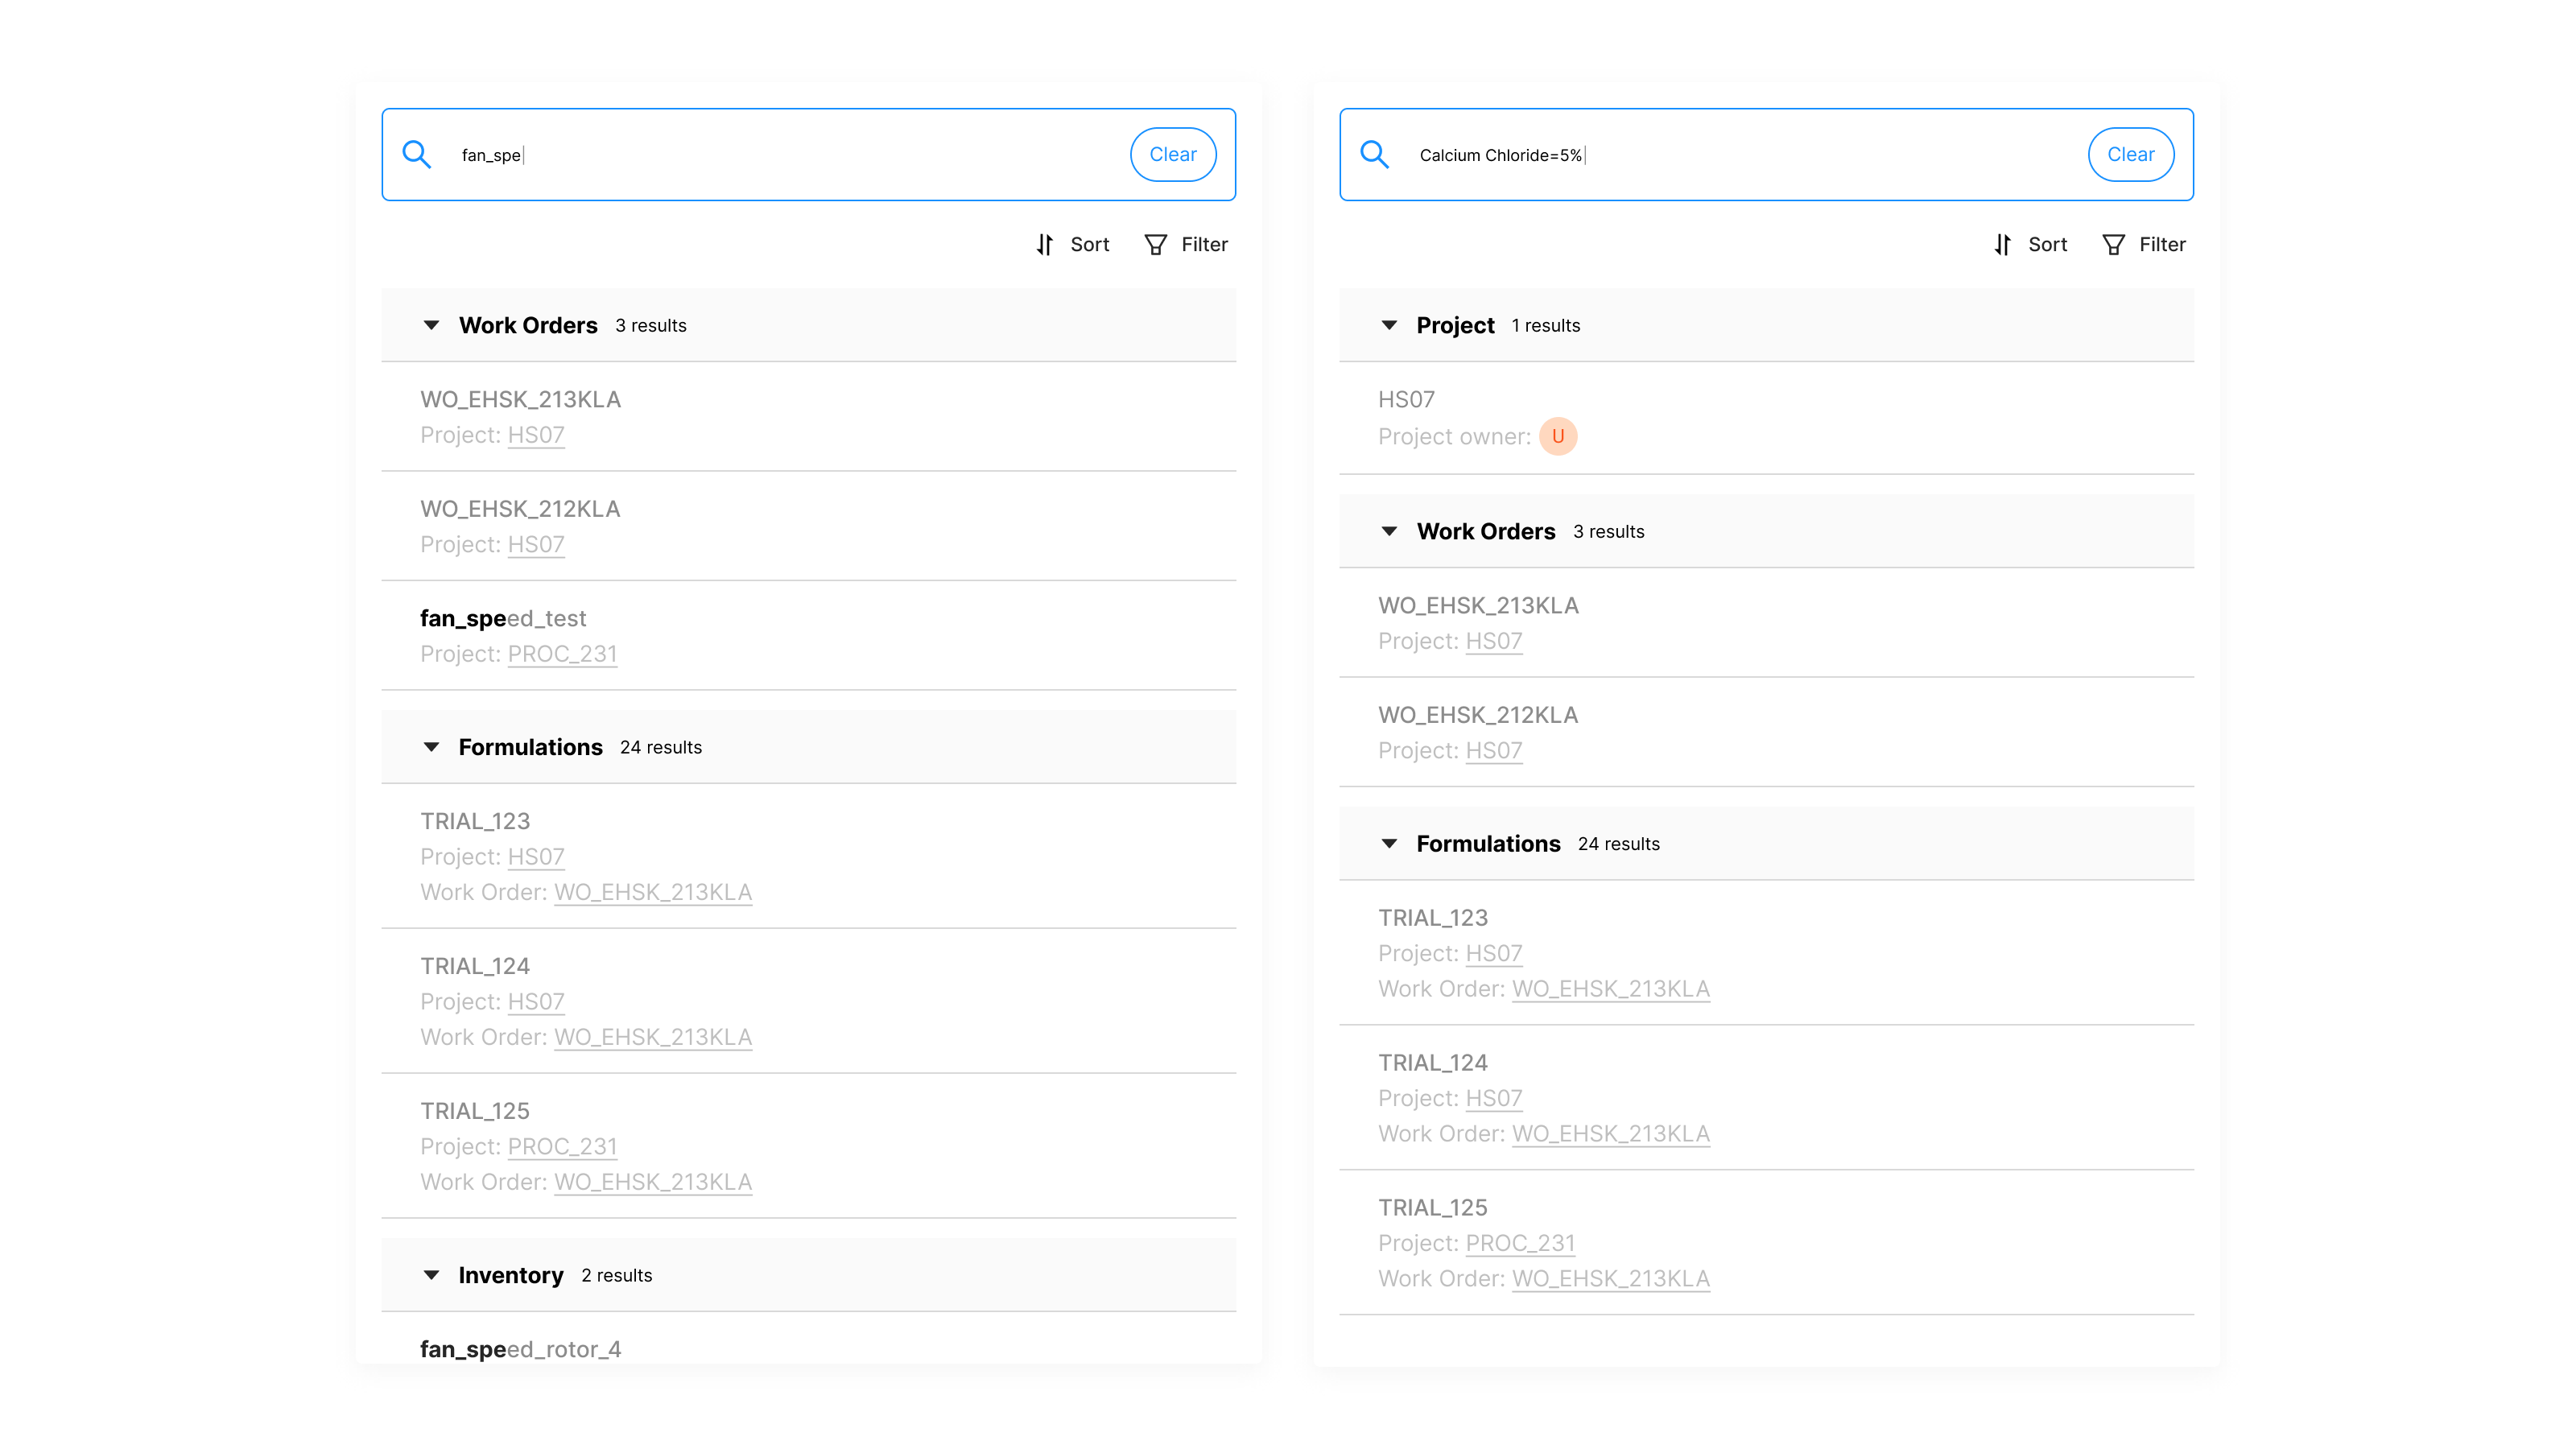 fan_spe
Clear
Sort
Filter
Work Orders 3 results
WO_EHSK_213KLA
Project: HS07
WO_EHSK_212KLA
Project: HS07
fan_speed_test
Project: PROC_231
Formulations 24 results
TRIAL_123
Project: HS07
Work Order: WO_EHSK_213KLA
TRIAL_124
Project: HS07
Work Order: WO_EHSK_213KLA
TRIAL_125
Project: PROC_231
Work Order: WO_EHSK_213KLA
Inventory 2 results
fan_speed_rotor_4
Calcium Chloride=5%
Clear
Sort
Filter
Project 1 results
HS07
Project owner: U
Work Orders 3 results
WO_EHSK_213KLA
Project: HS07
WO_EHSK_212KLA
Project: HS07
Formulations 24 results
TRIAL_123
Project: HS07
Work Order: WO_EHSK_213KLA
TRIAL_124
Project: HS07
Work Order: WO_EHSK_213KLA
TRIAL_125
Project: PROC_231
Work Order: WO_EHSK_213KLA